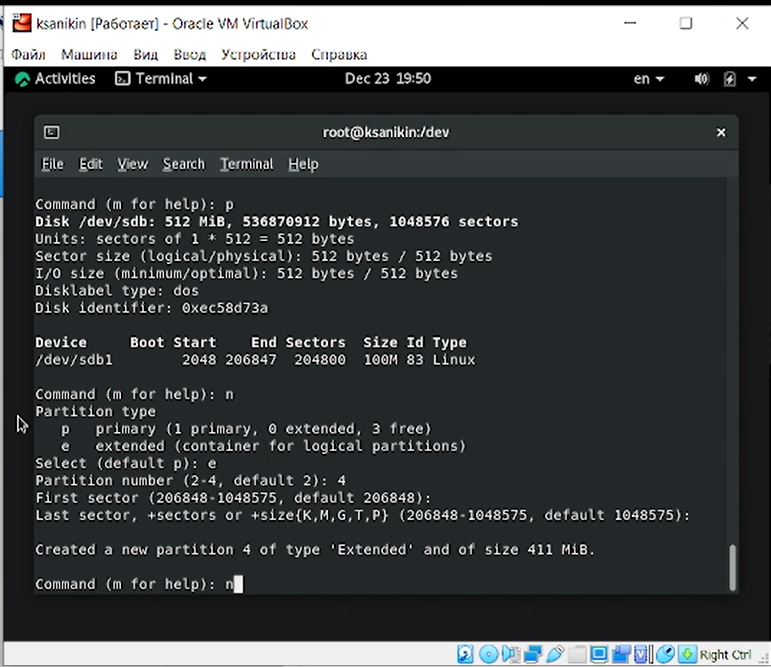 ksanikin [Работает] - Oracle VM VirtualBox
Файл Машина Вид Ввод Устройства Справка
Activities Terminal Dec 23 19:50 en
root@ksanikin:/dev
File Edit View Search Terminal Help
Command (m for help): p
Disk /dev/sdb: 512 MiB, 536870912 bytes, 1048576 sectors
Units: sectors of 1 * 512 = 512 bytes
Sector size (logical/physical): 512 bytes / 512 bytes
I/O size (minimum/optimal): 512 bytes / 512 bytes
Disklabel type: dos
Disk identifier: 0xec58d73a
Device Boot Start End Sectors Size Id Type
/dev/sdb1 2048 206847 204800 100M 83 Linux
Command (m for help): n
Partition type
p primary (1 primary, 0 extended, 3 free)
e extended (container for logical partitions)
Select (default p): e
Partition number (2-4, default 2): 4
First sector (206848-1048575, default 206848):
Last sector, +sectors or +size{K,M,G,T,P} (206848-1048575, default 1048575):
Created a new partition 4 of type 'Extended' and of size 411 MiB.
Command (m for help): n
Right Ctrl